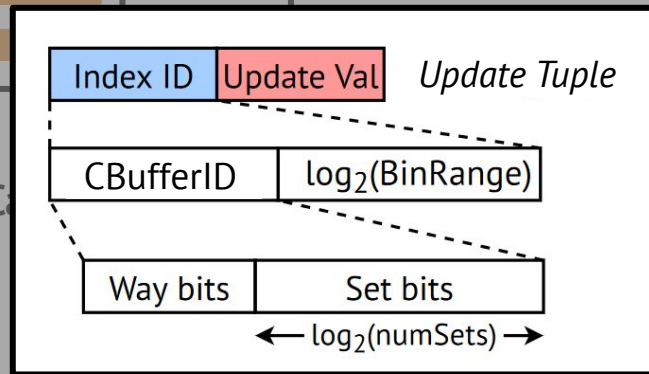 Index ID Update Val Update Tuple
CBufferID log₂(BinRange)
Way bits Set bits
log₂(numSets)